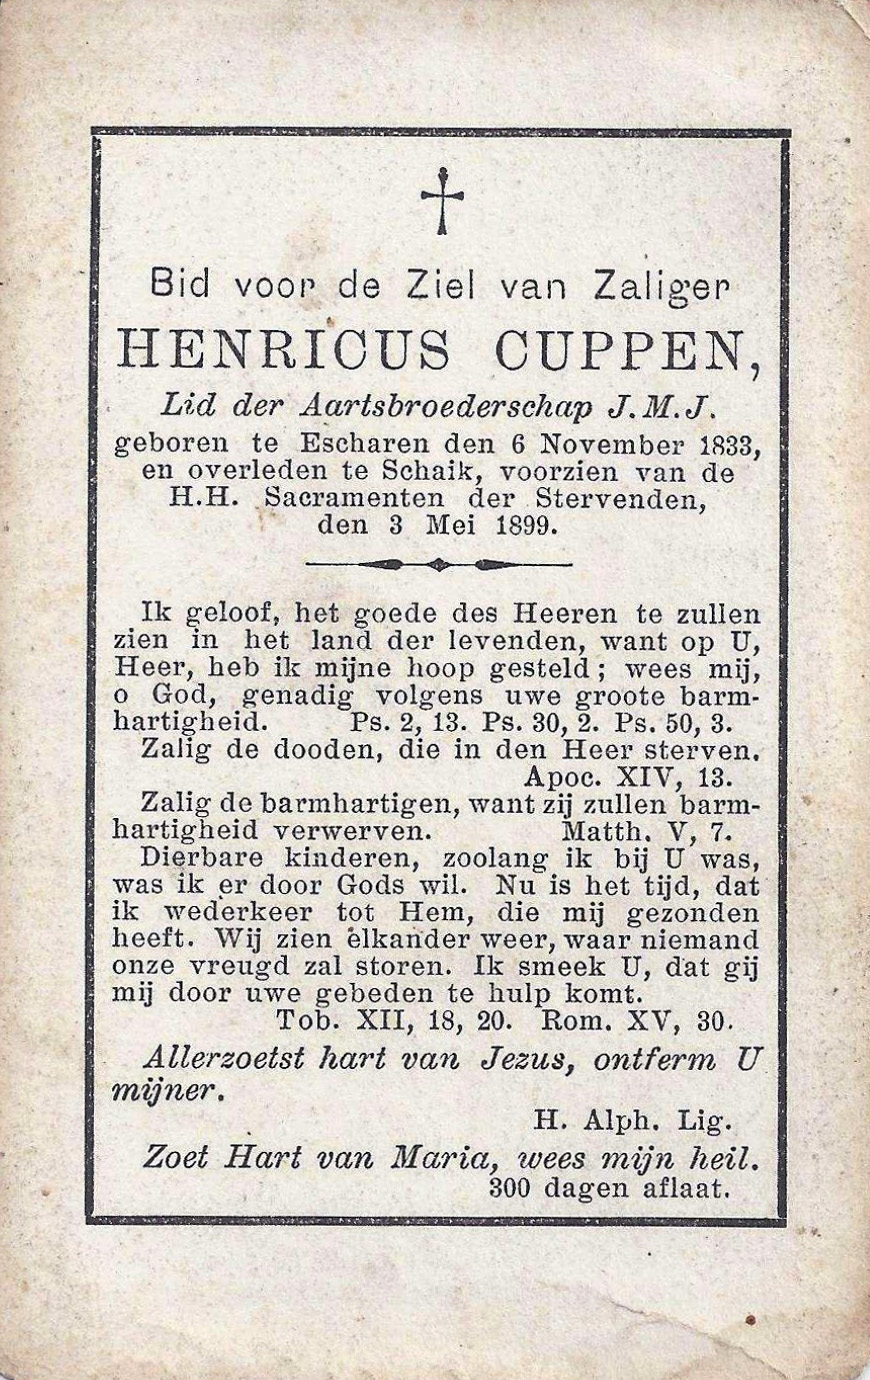 Bid voor de Ziel van Zaliger
HENRICUS CUPPEN,
Lid der Aartsbroederschap J. M. J.
geboren te Escharen den 6 November 1833,
en overleden te Schaik, voorzien van de
H.H. Sacramenten der Stervenden,
den 3 Mei 1899.
Ik geloof, het goede des Heeren te zullen
zien in het land der levenden, want op U,
Heer, heb ik mijne hoop gesteld; wees mij,
o God, genadig volgens uwe groote barm-
hartigheid. Ps. 2, 13. Ps. 30, 2. Ps. 50, 3.
Zalig de dooden, die in den Heer sterven.
Apoc. XIV, 13.
Zalig de barmhartigen, want zij zullen barm-
hartigheid verwerven. Matth. V, 7.
Dierbare kinderen, zoolang ik bij U was,
was ik er door Gods wil. Nu is het tijd, dat
ik wederkeer tot Hem, die mij gezonden
heeft. Wij zien elkander weer, waar niemand
onze vreugd zal storen. Ik smeek U, dat gij
mij door uwe gebeden te hulp komt.
Tob. XII, 18, 20. Rom. XV, 30.
Allerzoetst hart van Jezus, ontferm U
mijner.
H. Alph. Lig.
Zoet Hart van Maria, wees mijn heil.
300 dagen aflaat.